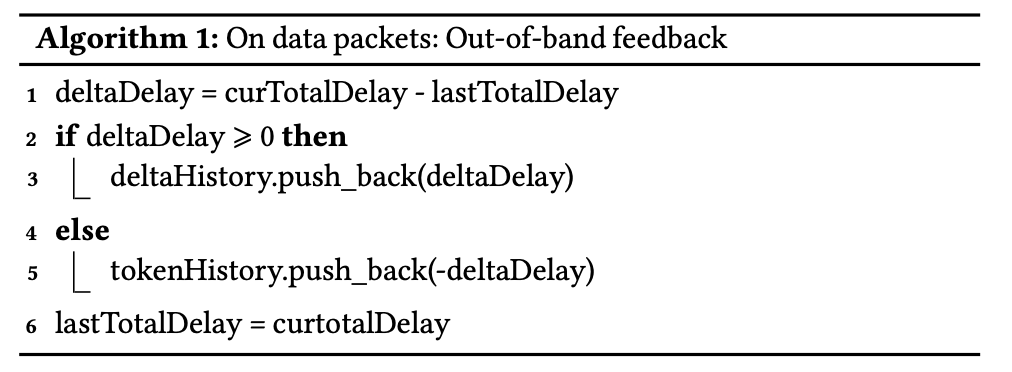 Algorithm 1: On data packets: Out-of-band feedback
1 deltaDelay = curTotalDelay - lastTotalDelay
2 if deltaDelay ⩾ 0 then
3 deltaHistory.push_back(deltaDelay)
4 else
5 tokenHistory.push_back(-deltaDelay)
6 lastTotalDelay = curtotalDelay